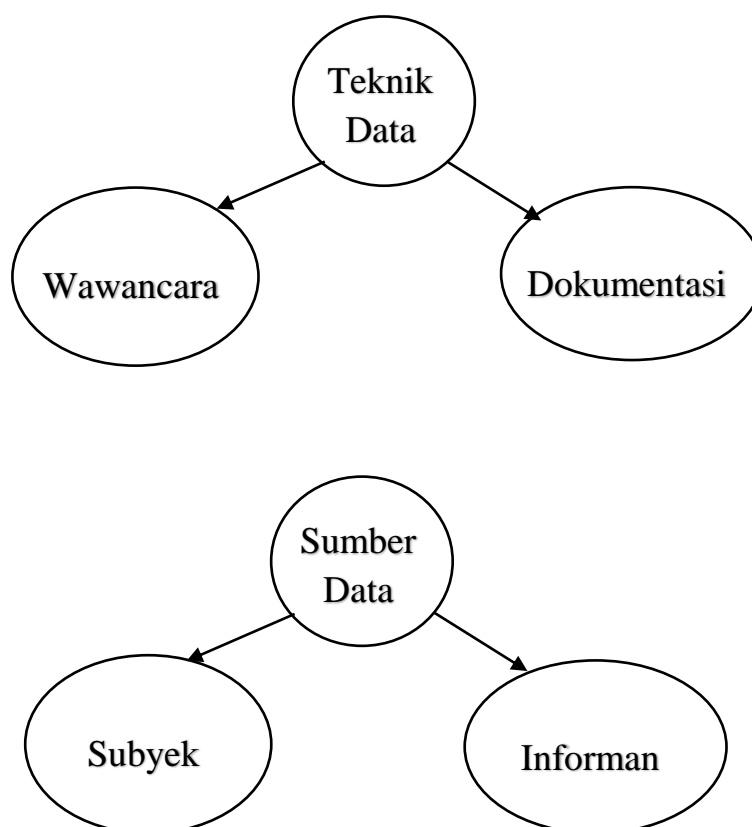 Teknik
Data
Wawancara
Dokumentasi
Sumber
Data
Subyek
Informan